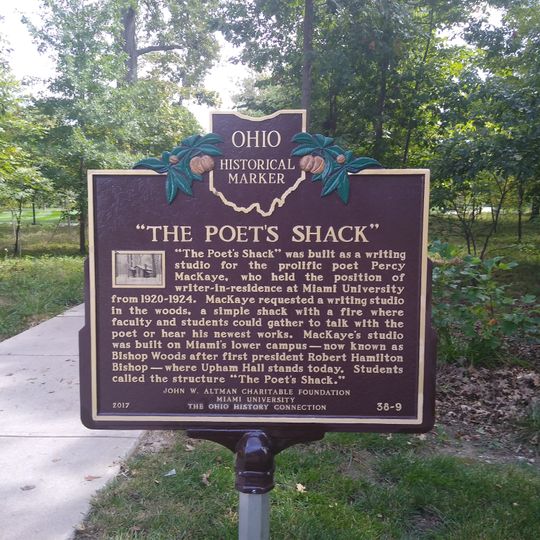 OHIO
HISTORICAL
MARKER
"THE POET'S SHACK"
"The Poet's Shack" was built as a writing
studio for the prolific poet Percy
MacKaye, who held the position of
writer-in-residence at Miami University
from 1920-1924. MacKaye requested a writing studio
in the woods, a simple shack with a fire where
faculty and students could gather to talk with the
poet or hear his newest works. MacKaye's studio
was built on Miami's lower campus — now known as
Bishop Woods after first president Robert Hamilton
Bishop — where Upham Hall stands today. Students
called the structure "The Poet's Shack."
JOHN W. ALTMAN CHARITABLE FOUNDATION
MIAMI UNIVERSITY
2017 THE OHIO HISTORY CONNECTION 38-9